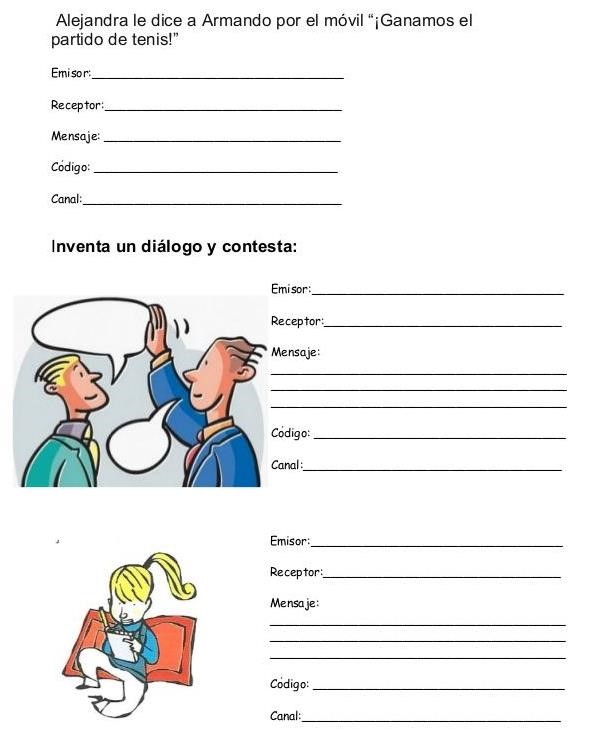 Alejandra le dice a Armando por el móvil “¡Ganamos el
partido de tenis!”
Emisor:
Receptor:
Mensaje:
Código:
Canal:
Inventa un diálogo y contesta:
Emisor:
Receptor:
Mensaje:
Código:
Canal:
Emisor:
Receptor:
Mensaje:
Código:
Canal: